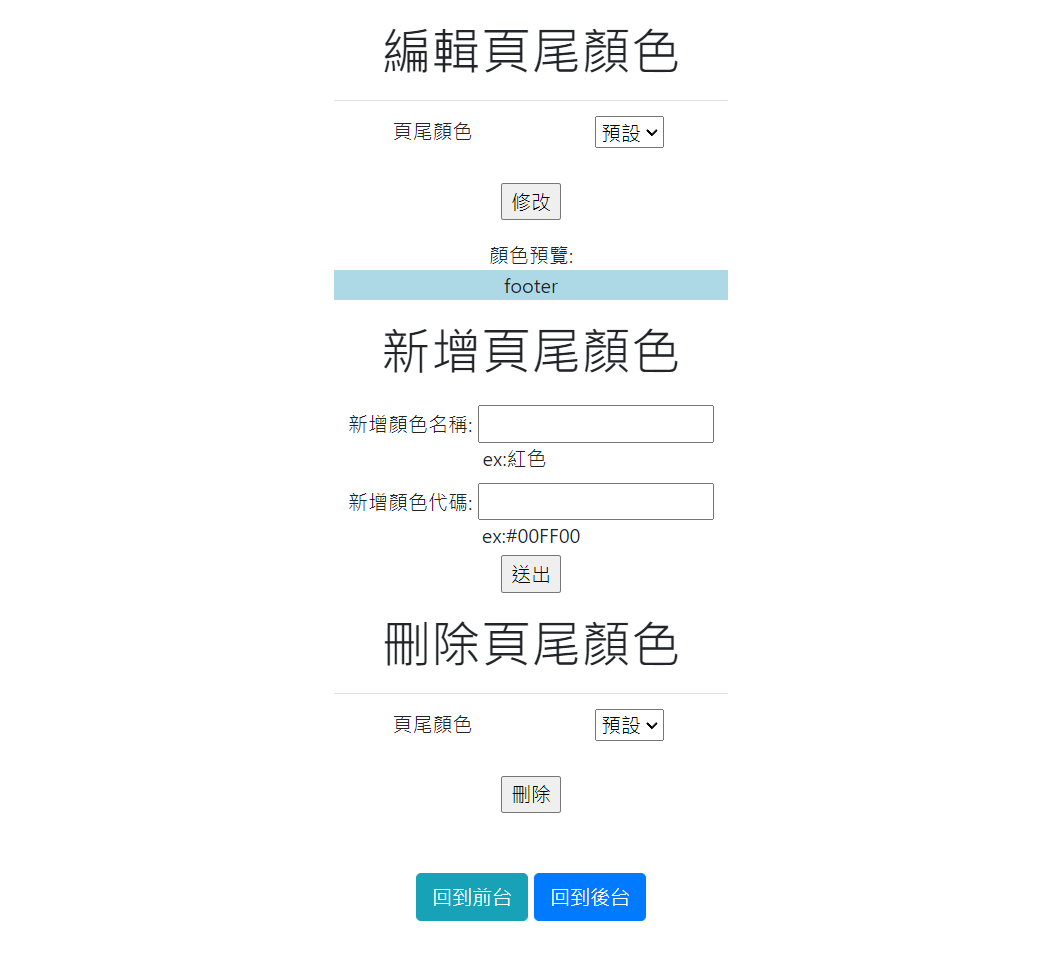 編輯頁尾顏色
頁尾顏色 預設
修改
顏色預覽:
footer
新增頁尾顏色
新增顏色名稱:
ex:紅色
新增顏色代碼:
ex:#00FF00
送出
刪除頁尾顏色
頁尾顏色 預設
刪除
回到前台 回到後台